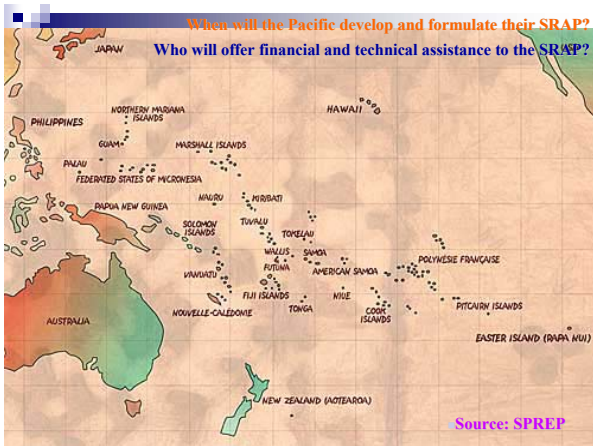 When will the Pacific develop and formulate their SRAP?
Who will offer financial and technical assistance to the SRAP?
JAPAN
NORTHERN MARIANA
ISLANDS
HAWAII
PHILIPPINES
GUAM
MARSHALL ISLANDS
PALAU
FEDERATED STATES OF MICRONESIA
NAURU
KIRIBATI
PAPUA NEW GUINEA
SOLOMON
ISLANDS
TUVALU
TOKELAU
WALLIS
FUTUNA
SAMOA
AMERICAN SAMOA
POLYNÉSIE FRANÇAISE
VANUATU
FIJI ISLANDS
NIUE
TONGA
COOK
ISLANDS
PITCAIRN ISLANDS
NOUVELLE-CALÉDONIE
AUSTRALIA
EASTER ISLAND (RAPA NUI)
NEW ZEALAND (AOTEAROA)
Source: SPREP